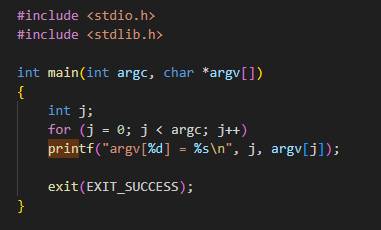 #include <stdio.h>
#include <stdlib.h>

int main(int argc, char *argv[])
{
    int j;
    for (j = 0; j < argc; j++)
    printf("argv[%d] = %s\n", j, argv[j]);

    exit(EXIT_SUCCESS);
}